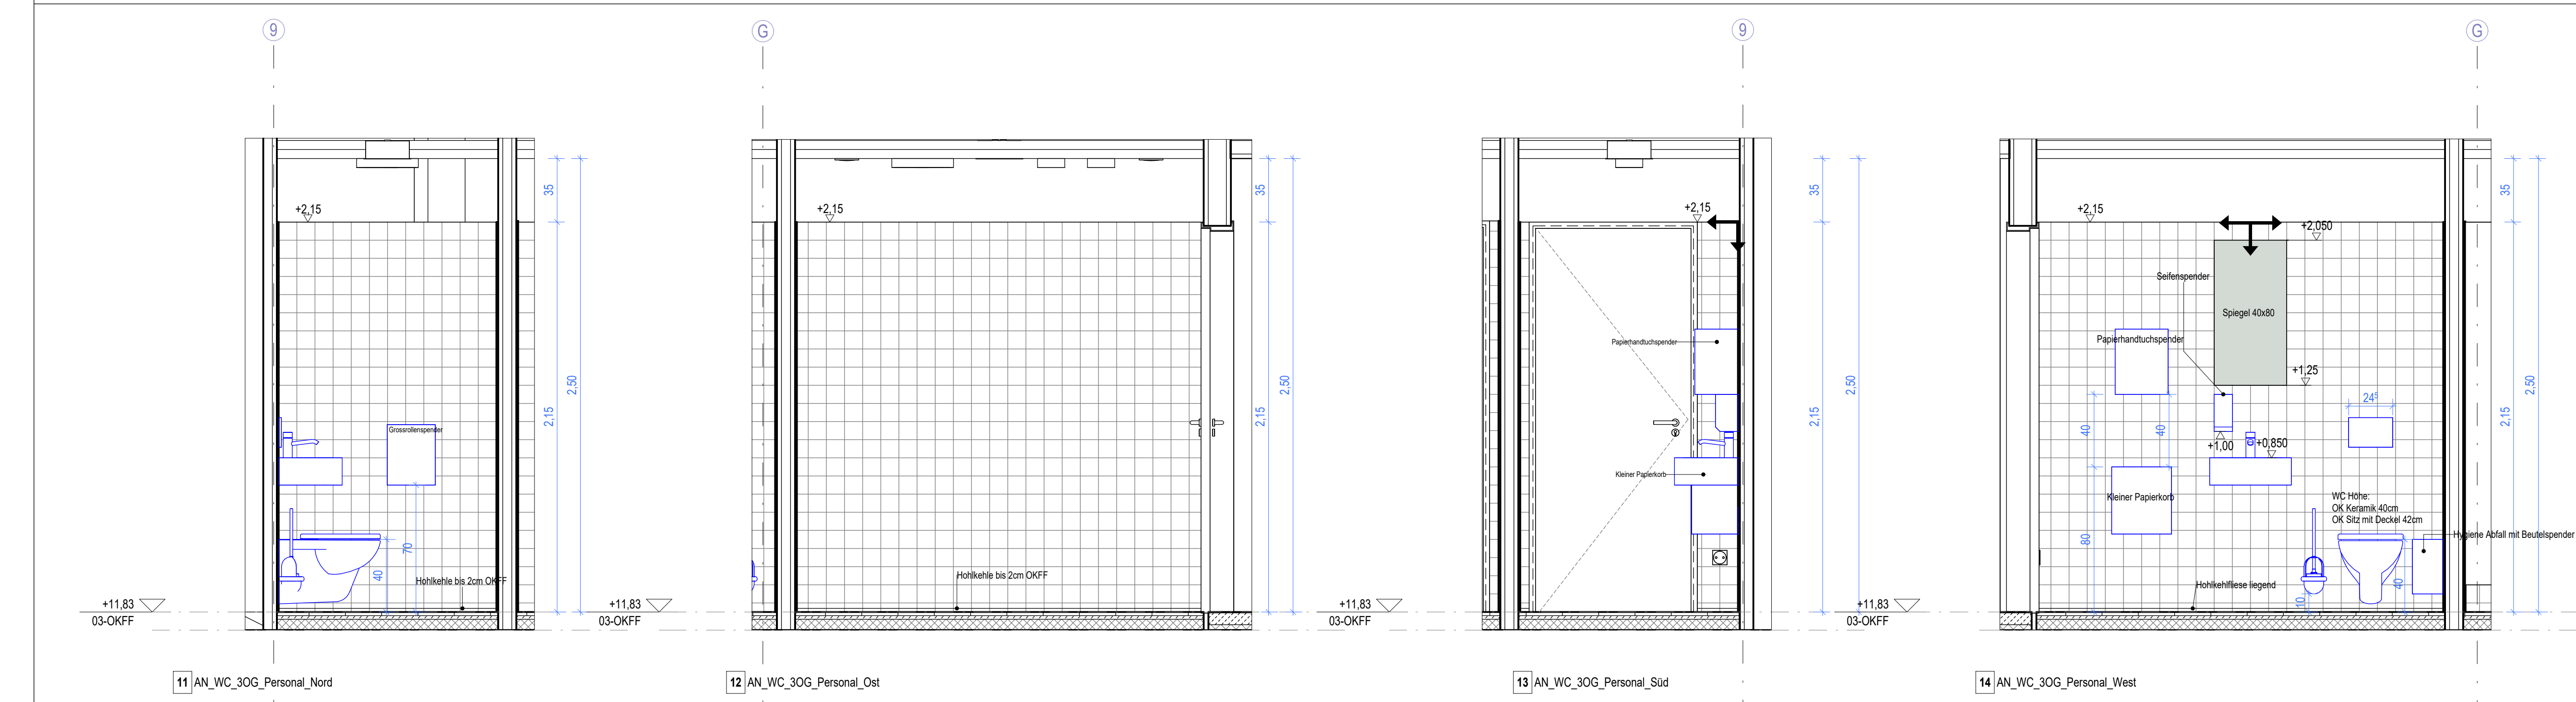 9
G
9
G
+2,15
35
2,15
2,50
Grossrollenspender
70
40
Hohlkehle bis 2cm OKFF
+11,83
03-OKFF
11 AN_WC_3OG_Personal_Nord
+2,15
35
2,15
2,50
Hohlkehle bis 2cm OKFF
+11,83
03-OKFF
12 AN_WC_3OG_Personal_Ost
+2,15
35
2,15
2,50
Papierhandtuchspender
Kleiner Papierkorb
+11,83
03-OKFF
13 AN_WC_3OG_Personal_Süd
+2,15
+2,050
35
2,15
2,50
Seifenspender
Spiegel 40x80
Papierhandtuchspender
+1,25
24⁵
40
40
+1,00
+0,850
Kleiner Papierkorb
WC Höhe:
OK Keramik 40cm
OK Sitz mit Deckel 42cm
Hygiene Abfall mit Beutelspender
80
Hohlkehlfliese liegend
40
10
+11,83
03-OKFF
14 AN_WC_3OG_Personal_West